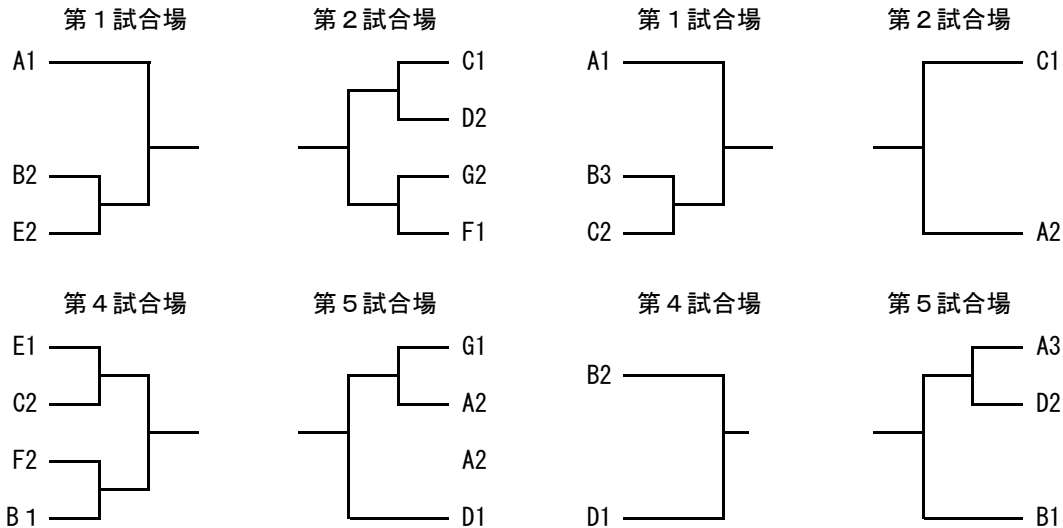 第１試合場 第２試合場 第１試合場 第２試合場
A1 C1 A1 C1
D2
B2 G2 B3
E2 F1 C2 A2
第４試合場 第５試合場 第４試合場 第５試合場
E1 G1 A3
B2
C2 A2 D2
F2 A2
B１ D1 D1 B1